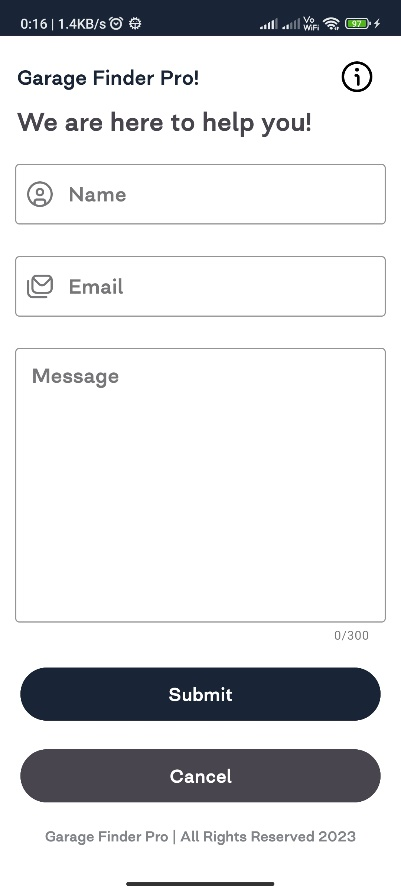 0:16 | 1.4KB/s
Vo WiFi 97
Garage Finder Pro!
We are here to help you!
Name
Email
Message
0/300
Submit
Cancel
Garage Finder Pro | All Rights Reserved 2023